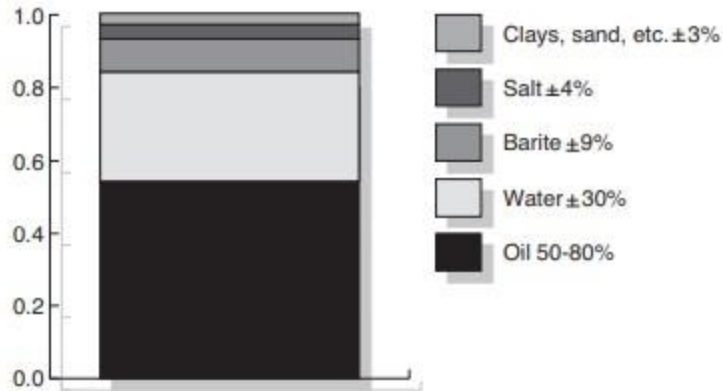 1.0
0.8
0.6
0.4
0.2
0.0
Clays, sand, etc. ±3%
Salt ±4%
Barite ±9%
Water ±30%
Oil 50-80%